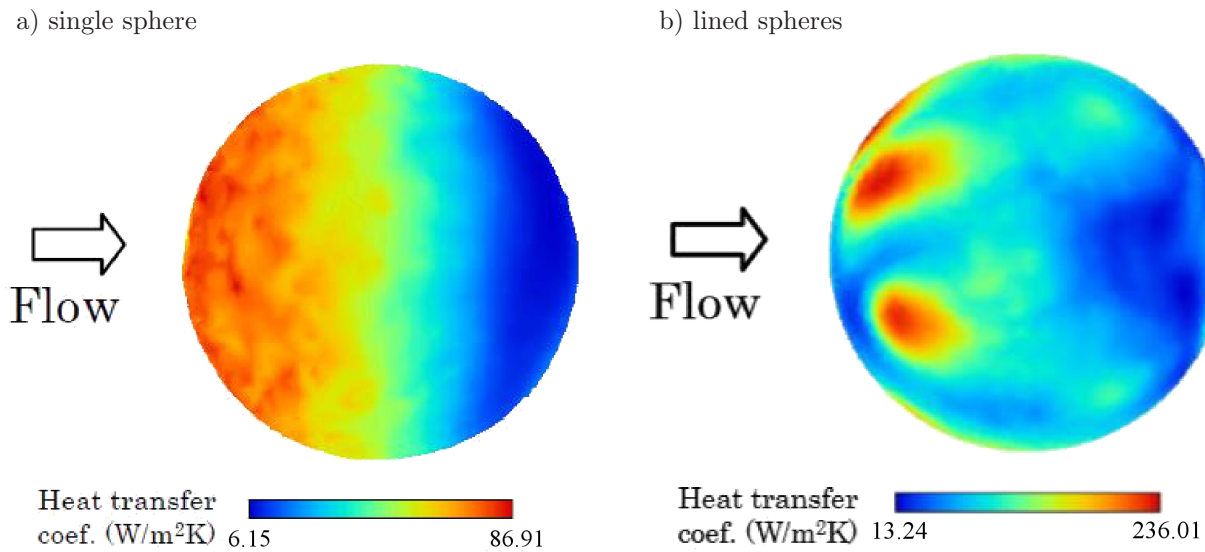 a) single sphere
b) lined spheres
Flow
Flow
Heat transfer
coef. (W/m²K) 6.15 86.91
Heat transfer
coef. (W/m²K) 13.24 236.01